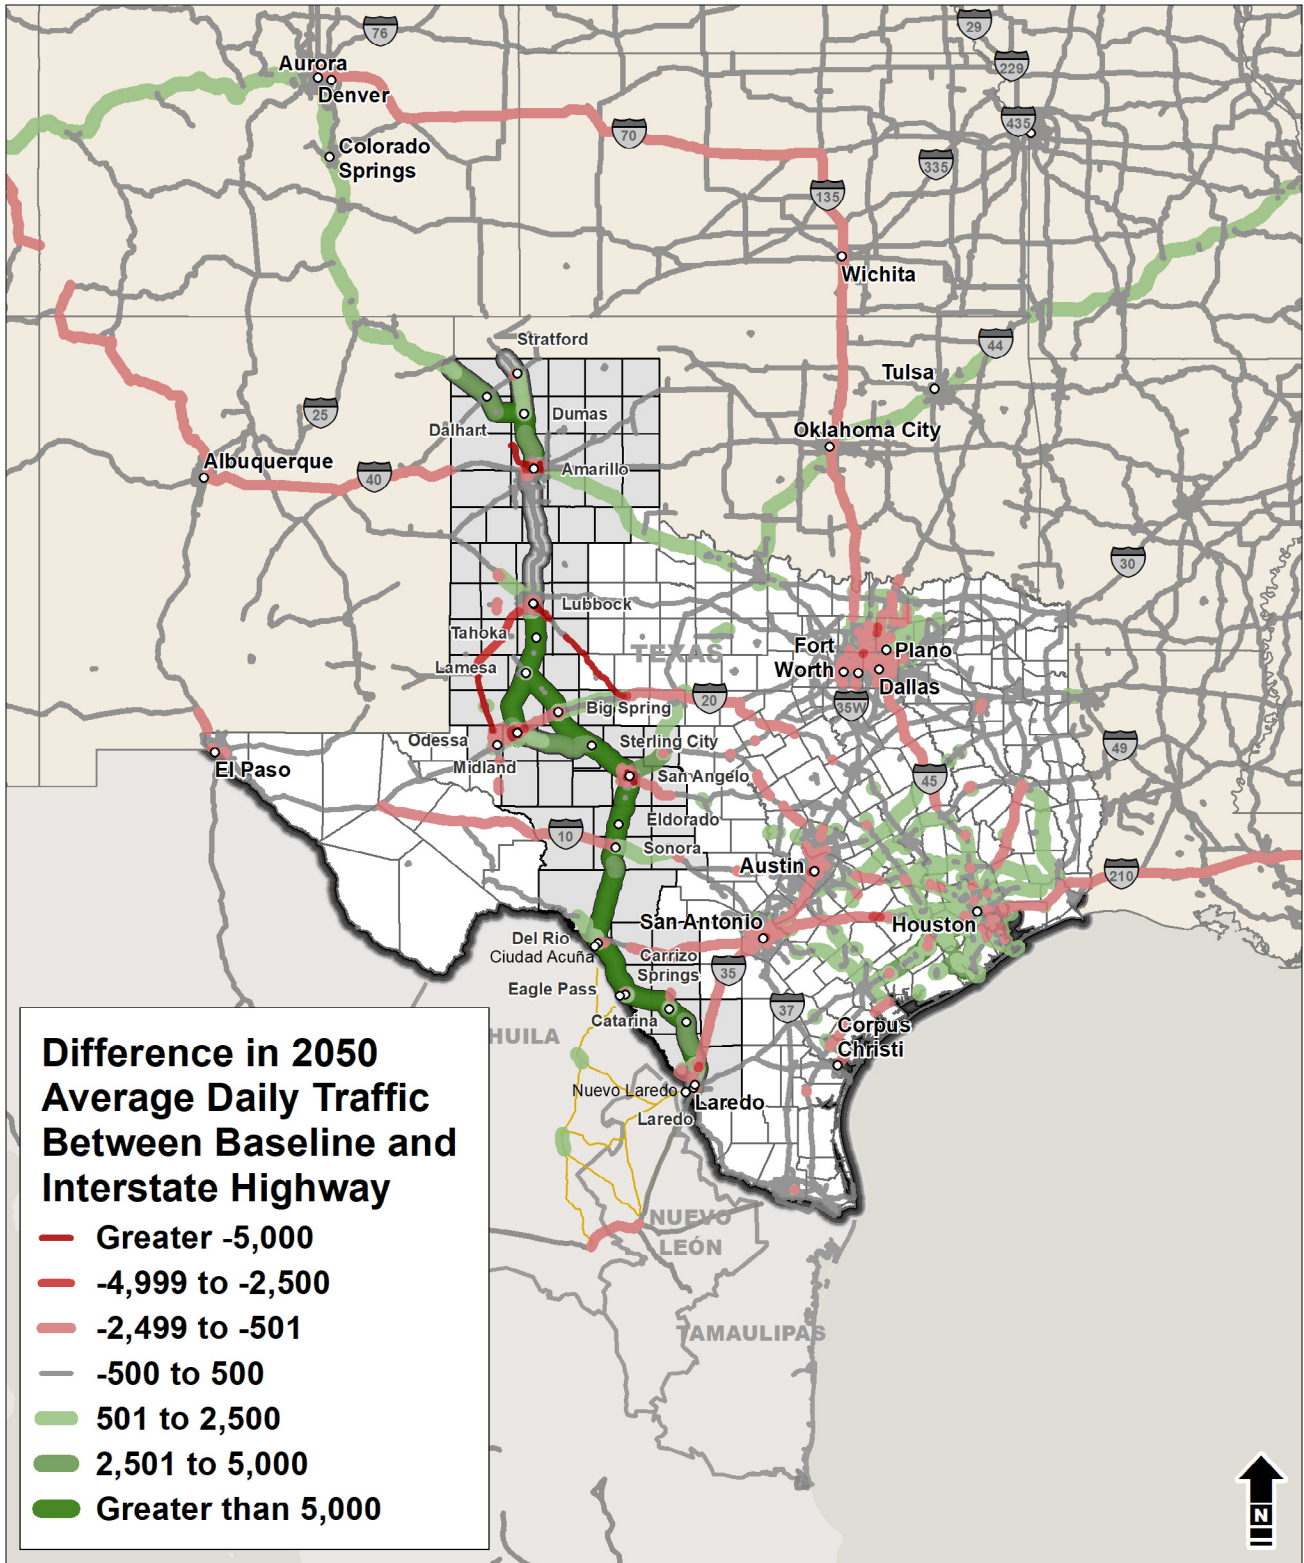 76
29
Aurora
229
Denver
435
70
Colorado
Springs
335
135
Wichita
Stratford
44
Tulsa
25
Dumas
Dalhart
Oklahoma City
Albuquerque
Amarillo
40
30
Lubbock
Tahoka
TEXAS
Fort
Worth
Plano
Lamesa
Dallas
20
Big Spring
35W
Odessa
Sterling City
49
El Paso
Midland
San Angelo
45
Eldorado
10
Sonora
Austin
210
San Antonio
Houston
Del Rio
Ciudad Acuña
Carrizo
Springs
35
Eagle Pass
37
Catarina
Corpus
Christi
HUILA
Nuevo Laredo
Laredo
Laredo
NUEVO
LEÓN
TAMAULIPAS
Difference in 2050
Average Daily Traffic
Between Baseline and
Interstate Highway
Greater -5,000
-4,999 to -2,500
-2,499 to -501
-500 to 500
501 to 2,500
2,501 to 5,000
Greater than 5,000
N